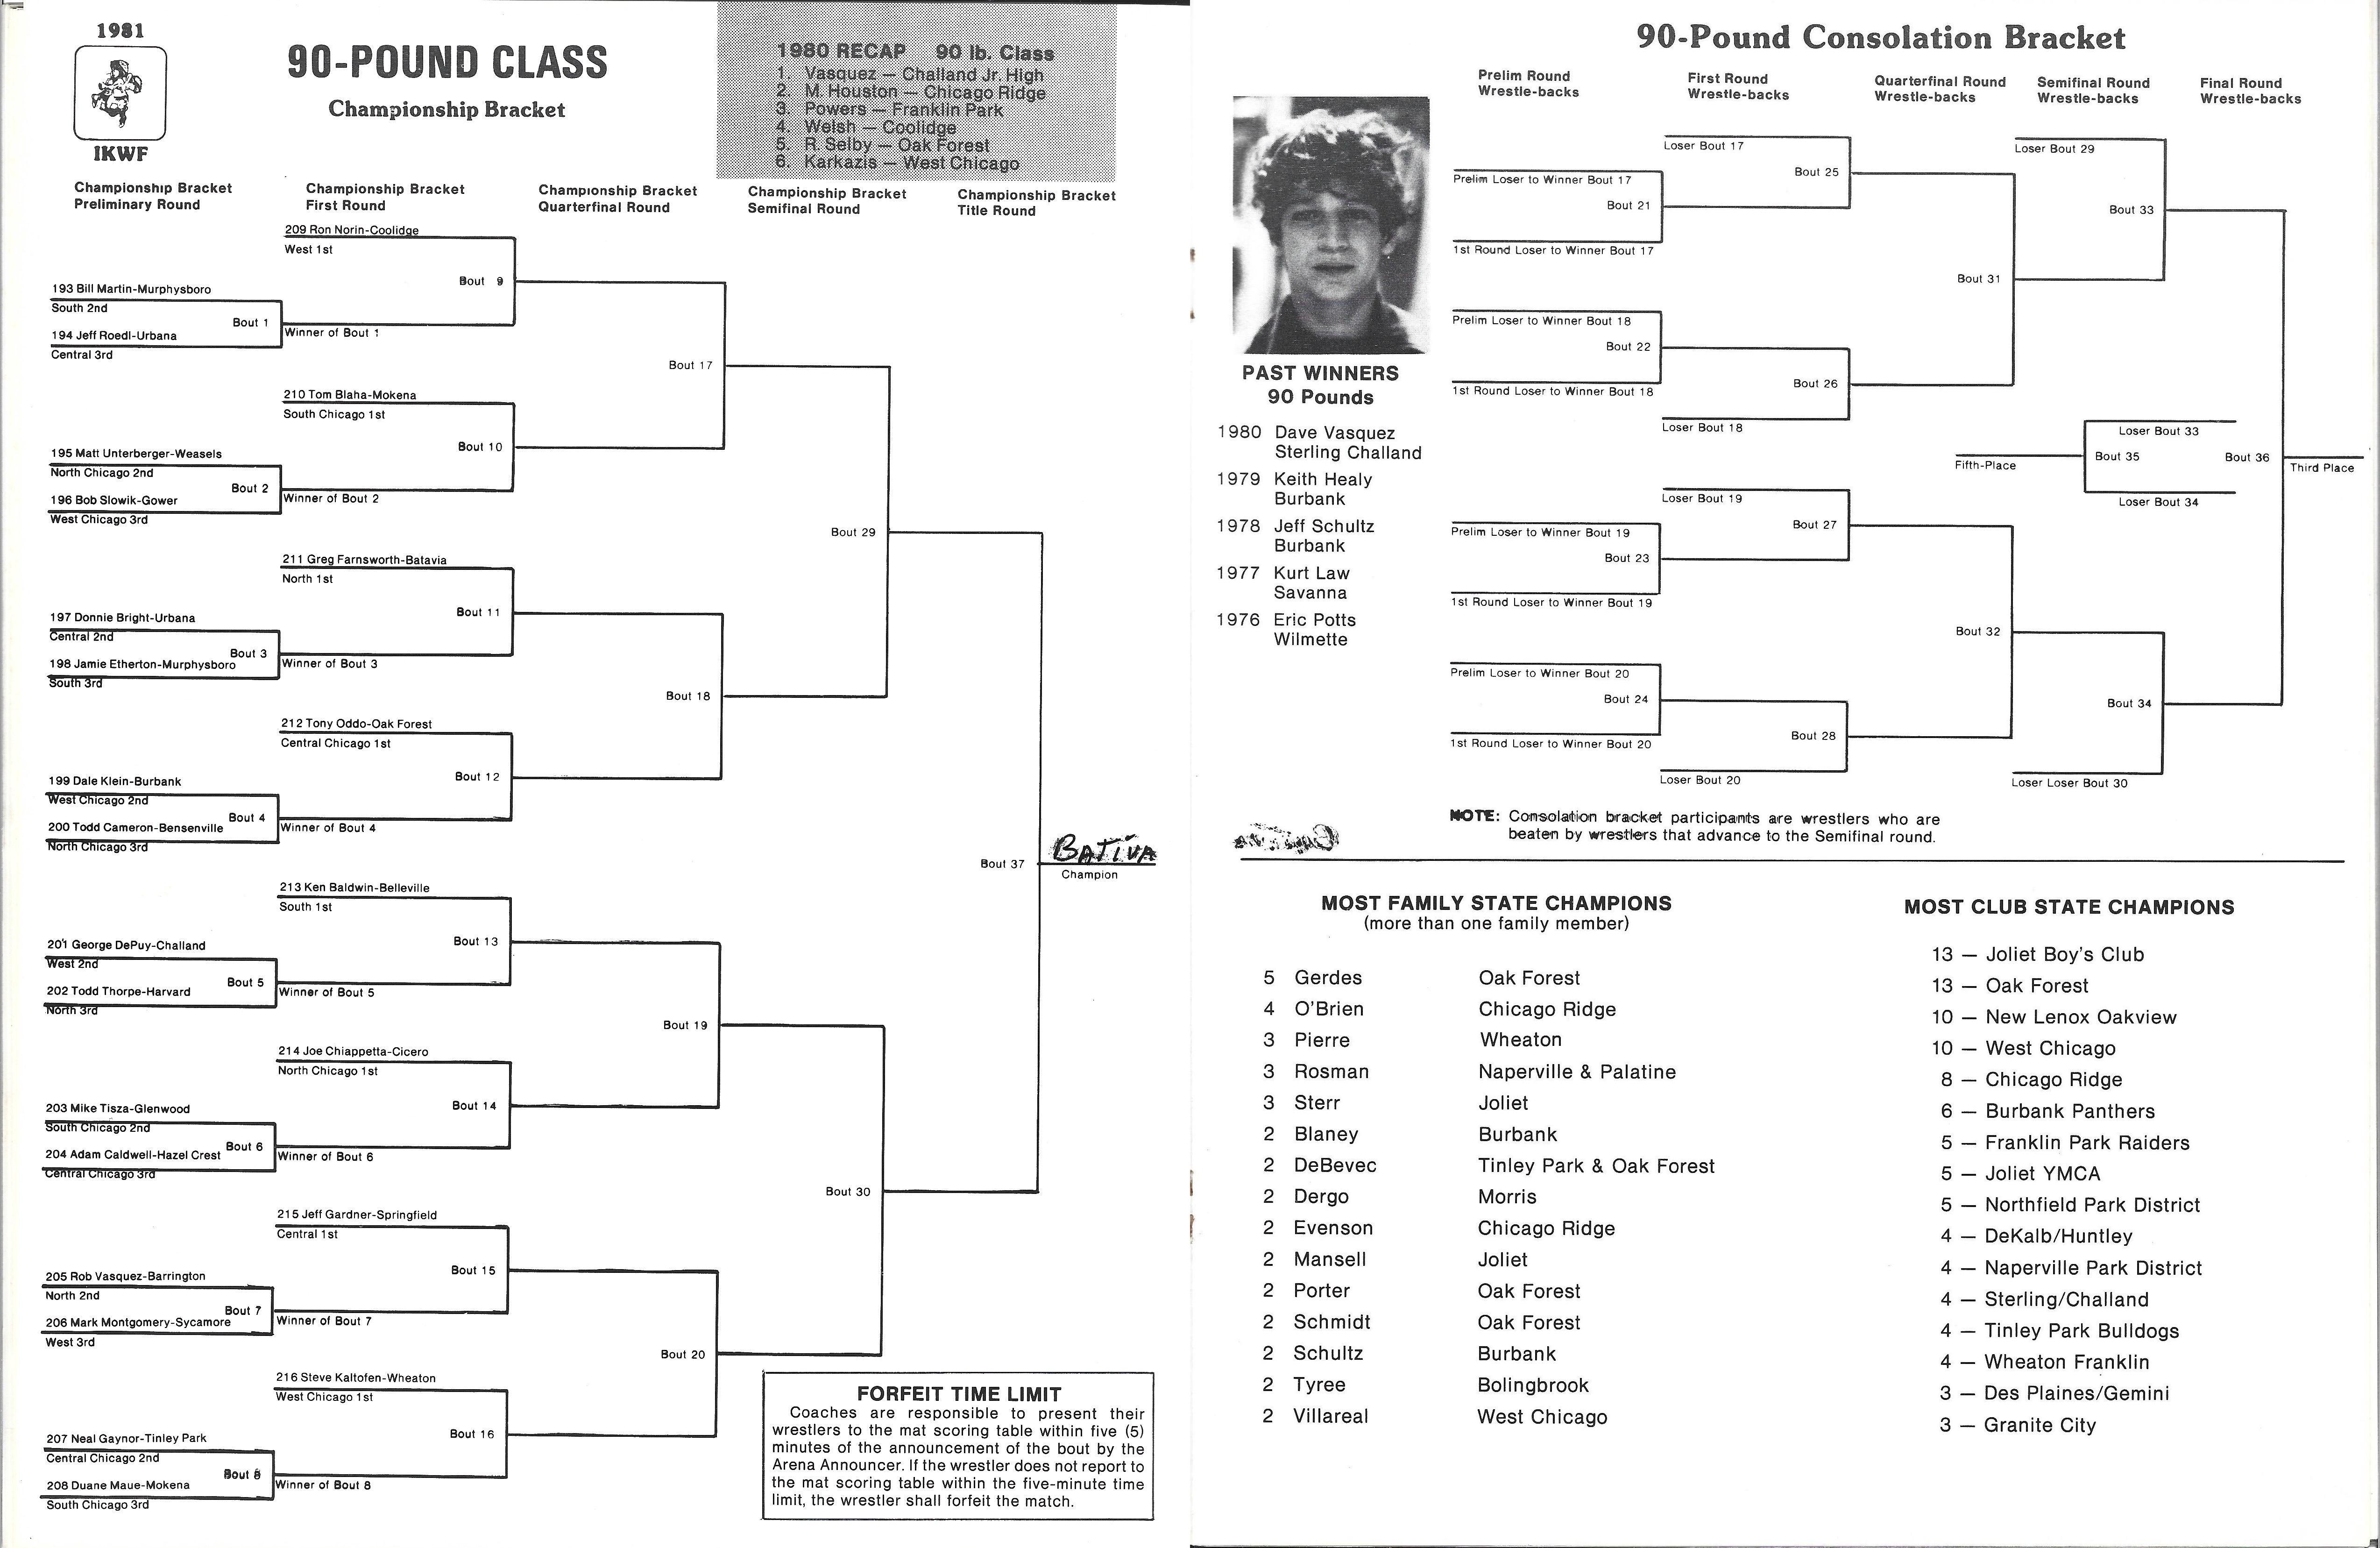 1981
IKWF
90-POUND CLASS
Championship Bracket
1980 RECAP 90 lb. Class
1. Vasquez — Challand Jr. High
2. M. Houston — Chicago Ridge
3. Powers — Franklin Park
4. Welsh — Coolidge
5. R. Selby — Oak Forest
6. Karkazis — West Chicago
Championship Bracket
Preliminary Round
Championship Bracket
First Round
Championship Bracket
Quarterfinal Round
Championship Bracket
Semifinal Round
Championship Bracket
Title Round
209 Ron Norin-Coolidge
West 1st
Bout 9
193 Bill Martin-Murphysboro
South 2nd
Bout 1
194 Jeff Roedl-Urbana
Central 3rd
Winner of Bout 1
Bout 17
210 Tom Blaha-Mokena
South Chicago 1st
Bout 10
195 Matt Unterberger-Weasels
North Chicago 2nd
Bout 2
196 Bob Slowik-Gower
West Chicago 3rd
Winner of Bout 2
Bout 29
211 Greg Farnsworth-Batavia
North 1st
Bout 11
197 Donnie Bright-Urbana
Central 2nd
Bout 3
198 Jamie Etherton-Murphysboro
South 3rd
Winner of Bout 3
Bout 18
212 Tony Oddo-Oak Forest
Central Chicago 1st
Bout 12
199 Dale Klein-Burbank
West Chicago 2nd
Bout 4
200 Todd Cameron-Bensenville
North Chicago 3rd
Winner of Bout 4
Bout 37
BATIVA
Champion
213 Ken Baldwin-Belleville
South 1st
Bout 13
201 George DePuy-Challand
West 2nd
Bout 5
202 Todd Thorpe-Harvard
North 3rd
Winner of Bout 5
Bout 19
214 Joe Chiappetta-Cicero
North Chicago 1st
Bout 14
203 Mike Tisza-Glenwood
South Chicago 2nd
Bout 6
204 Adam Caldwell-Hazel Crest
Central Chicago 3rd
Winner of Bout 6
Bout 30
215 Jeff Gardner-Springfield
Central 1st
Bout 15
205 Rob Vasquez-Barrington
North 2nd
Bout 7
206 Mark Montgomery-Sycamore
West 3rd
Winner of Bout 7
Bout 20
216 Steve Kaltofen-Wheaton
West Chicago 1st
Bout 16
207 Neal Gaynor-Tinley Park
Central Chicago 2nd
Bout 8
208 Duane Maue-Mokena
South Chicago 3rd
Winner of Bout 8
FORFEIT TIME LIMIT
Coaches are responsible to present their
wrestlers to the mat scoring table within five (5)
minutes of the announcement of the bout by the
Arena Announcer. If the wrestler does not report to
the mat scoring table within the five-minute time
limit, the wrestler shall forfeit the match.
90-Pound Consolation Bracket
Prelim Round
Wrestle-backs
First Round
Wrestle-backs
Quarterfinal Round
Wrestle-backs
Semifinal Round
Wrestle-backs
Final Round
Wrestle-backs
Loser Bout 17
Bout 25
Prelim Loser to Winner Bout 17
Bout 21
1st Round Loser to Winner Bout 17
Loser Bout 29
Bout 33
Bout 31
Prelim Loser to Winner Bout 18
Bout 22
1st Round Loser to Winner Bout 18
Bout 26
Loser Bout 18
Loser Bout 33
Fifth-Place
Bout 35
Bout 36
Third Place
Loser Bout 34
Loser Bout 19
Bout 27
Prelim Loser to Winner Bout 19
Bout 23
1st Round Loser to Winner Bout 19
Bout 32
Prelim Loser to Winner Bout 20
Bout 24
1st Round Loser to Winner Bout 20
Bout 28
Loser Bout 20
Bout 34
Loser Loser Bout 30
PAST WINNERS
90 Pounds
1980 Dave Vasquez
Sterling Challand
1979 Keith Healy
Burbank
1978 Jeff Schultz
Burbank
1977 Kurt Law
Savanna
1976 Eric Potts
Wilmette
NOTE: Consolation bracket participants are wrestlers who are
beaten by wrestlers that advance to the Semifinal round.
MOST FAMILY STATE CHAMPIONS
(more than one family member)
5 Gerdes Oak Forest
4 O'Brien Chicago Ridge
3 Pierre Wheaton
3 Rosman Naperville & Palatine
3 Sterr Joliet
2 Blaney Burbank
2 DeBevec Tinley Park & Oak Forest
2 Dergo Morris
2 Evenson Chicago Ridge
2 Mansell Joliet
2 Porter Oak Forest
2 Schmidt Oak Forest
2 Schultz Burbank
2 Tyree Bolingbrook
2 Villareal West Chicago
MOST CLUB STATE CHAMPIONS
13 — Joliet Boy's Club
13 — Oak Forest
10 — New Lenox Oakview
10 — West Chicago
8 — Chicago Ridge
6 — Burbank Panthers
5 — Franklin Park Raiders
5 — Joliet YMCA
5 — Northfield Park District
4 — DeKalb/Huntley
4 — Naperville Park District
4 — Sterling/Challand
4 — Tinley Park Bulldogs
4 — Wheaton Franklin
3 — Des Plaines/Gemini
3 — Granite City